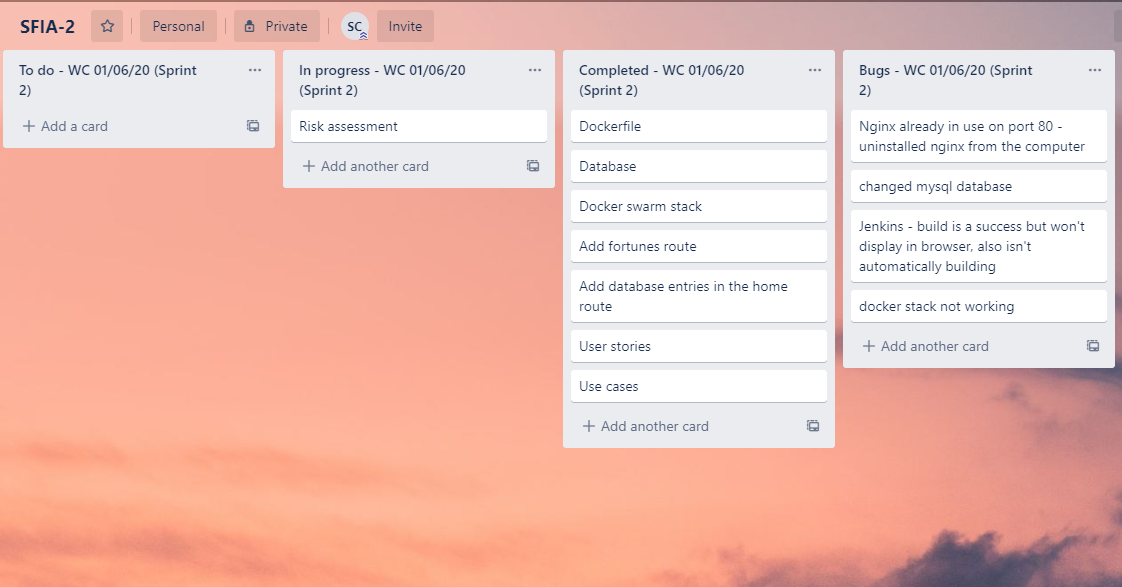 SFIA-2
Personal
Private
SC
Invite
To do - WC 01/06/20 (Sprint
2)
Add a card
In progress - WC 01/06/20
(Sprint 2)
Risk assessment
Add another card
Completed - WC 01/06/20
(Sprint 2)
Dockerfile
Database
Docker swarm stack
Add fortunes route
Add database entries in the home
route
User stories
Use cases
Add another card
Bugs - WC 01/06/20 (Sprint
2)
Nginx already in use on port 80 -
uninstalled nginx from the computer
changed mysql database
Jenkins - build is a success but won't
display in browser, also isn't
automatically building
docker stack not working
Add another card